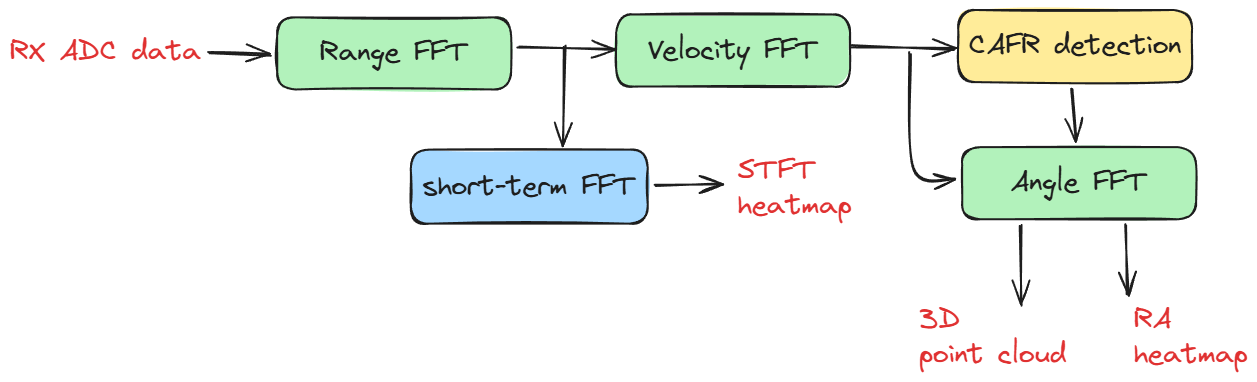 RX ADC data
Range FFT
Velocity FFT
CAFR detection
short-term FFT
STFT
heatmap
Angle FFT
3D
point cloud
RA
heatmap